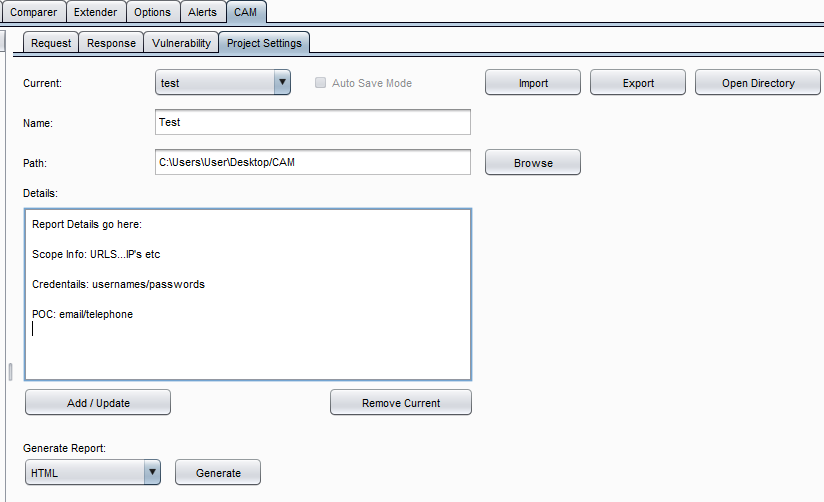 Comparer Extender Options Alerts CAM
Request Response Vulnerability Project Settings
Current: test Auto Save Mode Import Export Open Directory
Name: Test
Path: C:\Users\User\Desktop/CAM Browse
Details:
Report Details go here:
Scope Info: URLS...IP's etc
Credentails: usernames/passwords
POC: email/telephone
Add / Update Remove Current
Generate Report:
HTML Generate